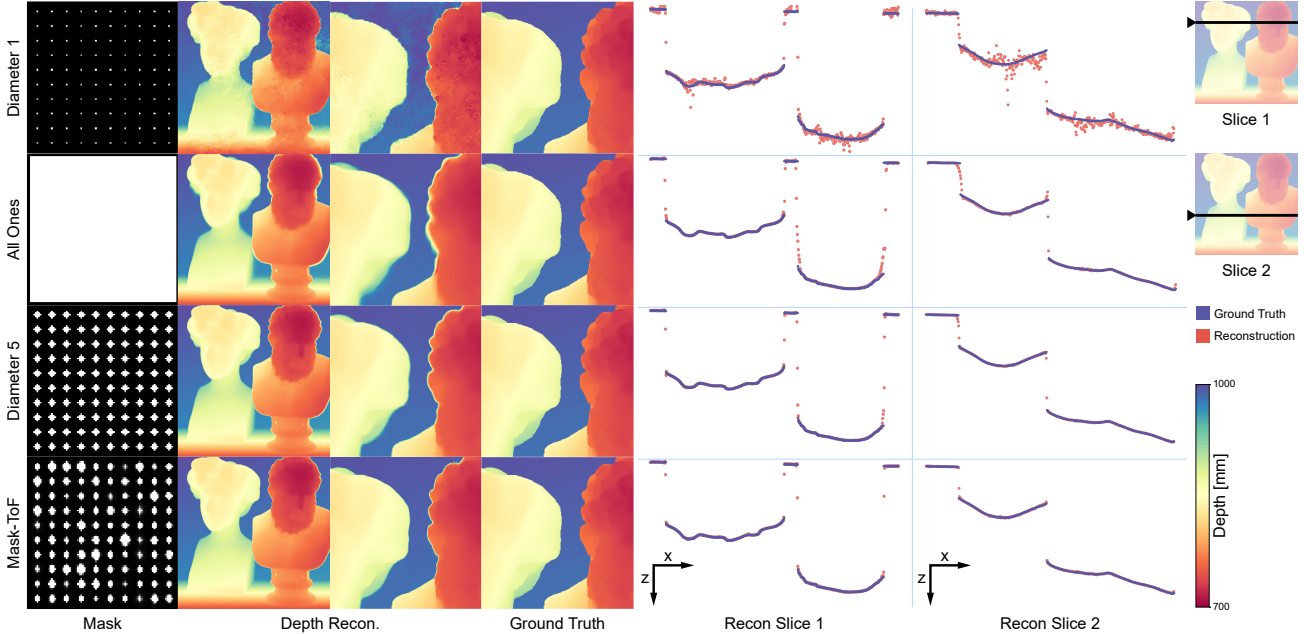 Diameter 1
All Ones
Diameter 5
Mask-ToF
Mask
Depth Recon.
Ground Truth
x
z
Recon Slice 1
x
z
Recon Slice 2
Slice 1
Slice 2
Ground Truth
Reconstruction
1000
Depth [mm]
700